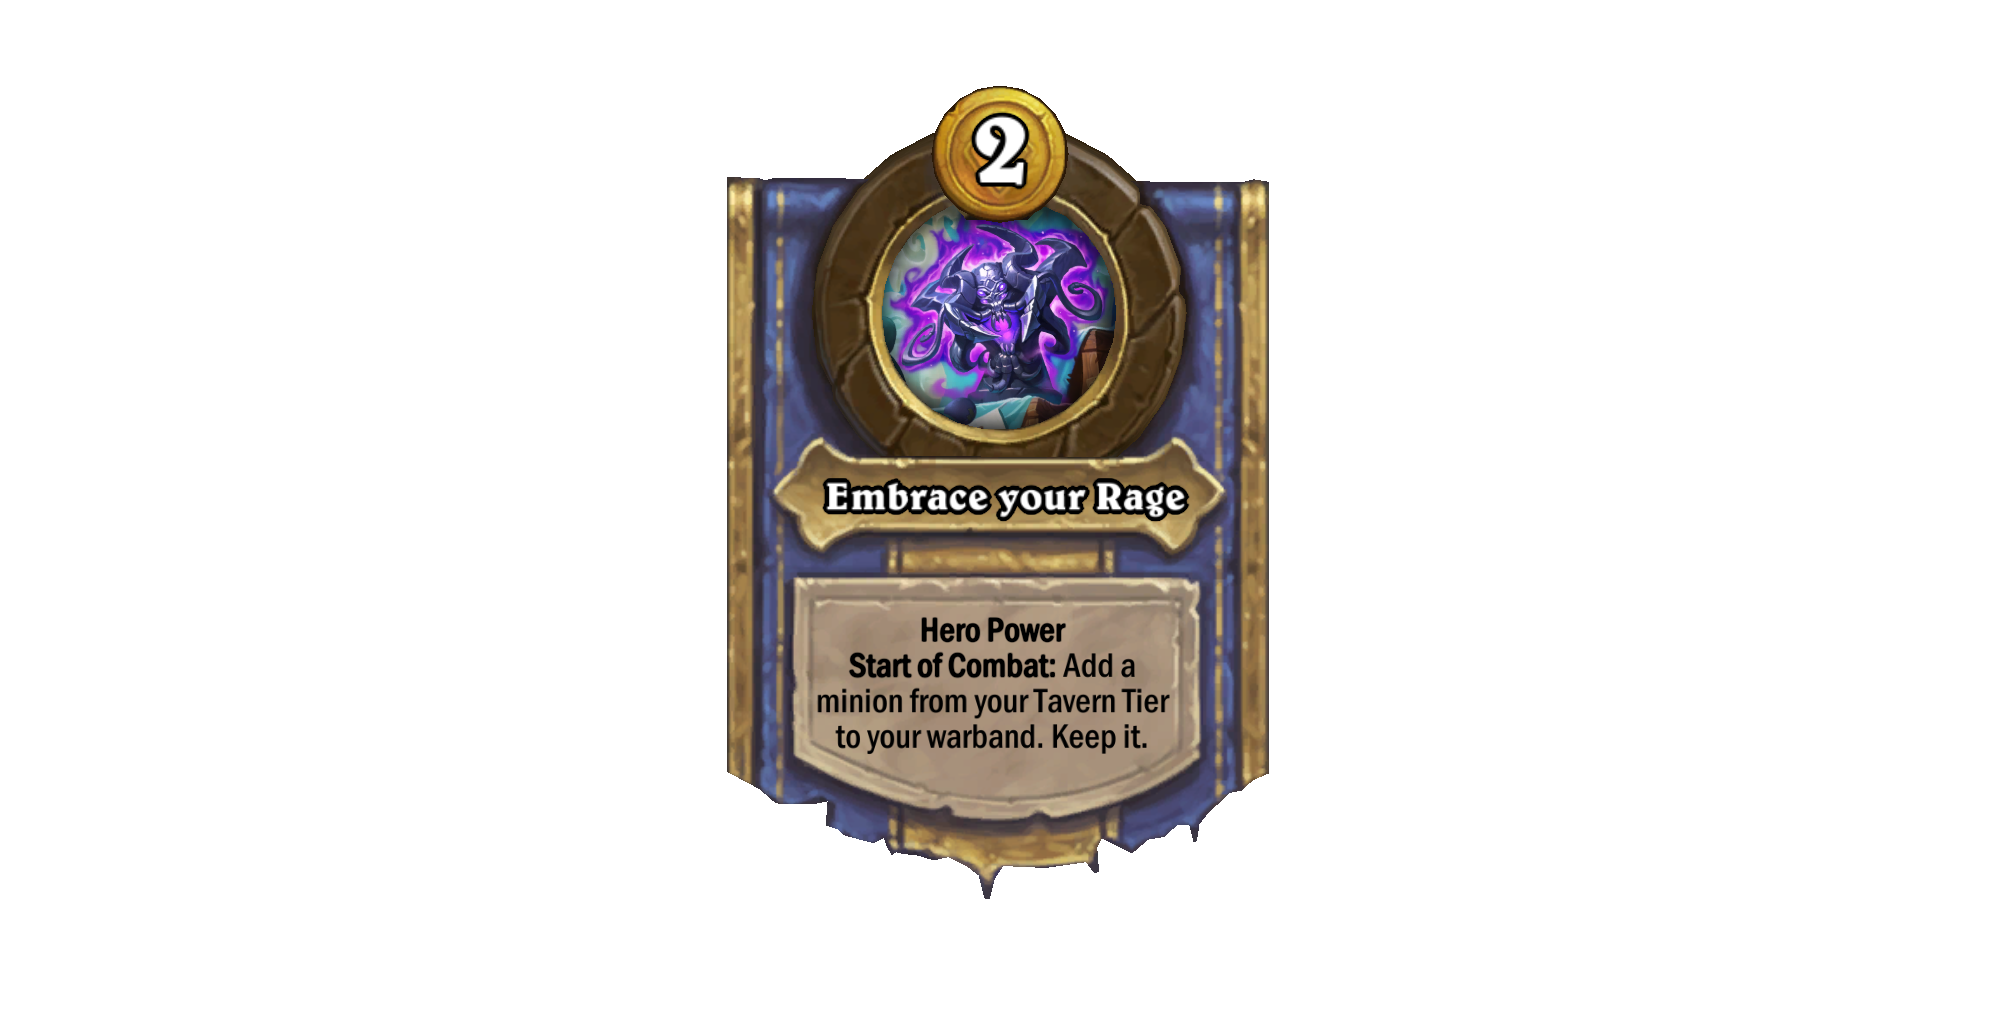 2
Embrace your Rage
Hero Power
Start of Combat: Add a
minion from your Tavern Tier
to your warband. Keep it.